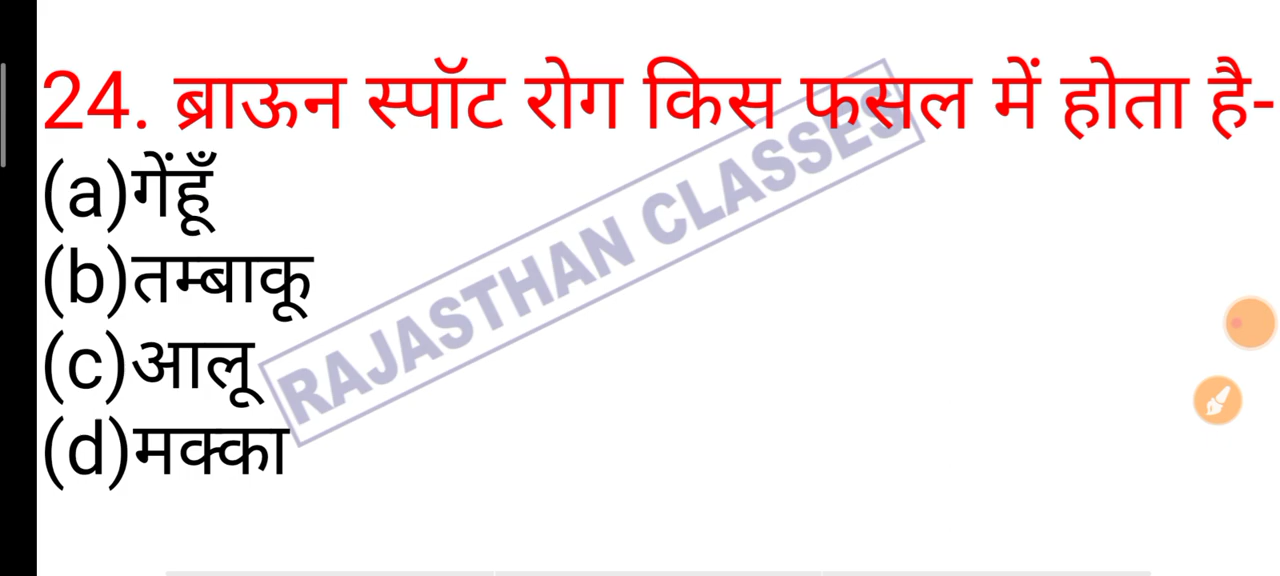 24. ब्राऊन स्पॉट रोग किस फसल में होता है-
(a)गेंहूँ
(b)तम्बाकू
(c)आलू
(d)मक्का
RAJASTHAN CLASSES